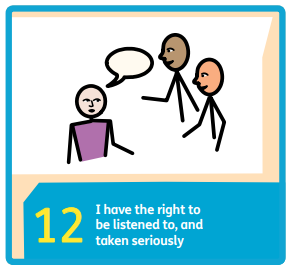 12
I have the right to
be listened to, and
taken seriously